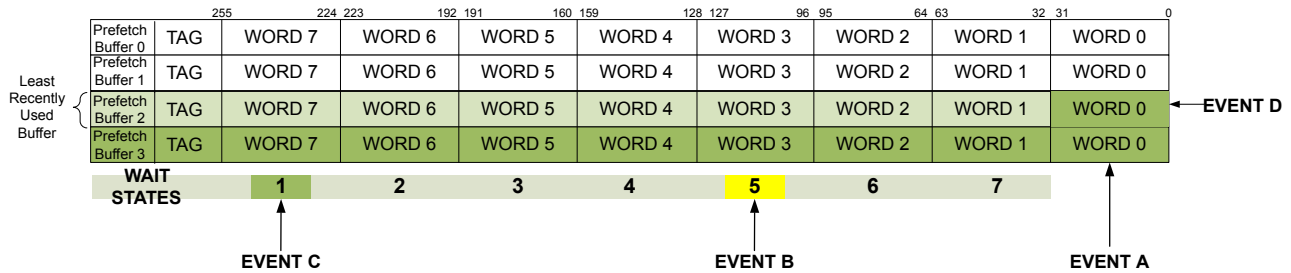 255 224 223 192 191 160 159 128 127 96 95 64 63 32 31 0
Prefetch Buffer 0 TAG WORD 7 WORD 6 WORD 5 WORD 4 WORD 3 WORD 2 WORD 1 WORD 0
Prefetch Buffer 1 TAG WORD 7 WORD 6 WORD 5 WORD 4 WORD 3 WORD 2 WORD 1 WORD 0
Least
Recently
Used
Buffer
Prefetch Buffer 2 TAG WORD 7 WORD 6 WORD 5 WORD 4 WORD 3 WORD 2 WORD 1 WORD 0 EVENT D
Prefetch Buffer 3 TAG WORD 7 WORD 6 WORD 5 WORD 4 WORD 3 WORD 2 WORD 1 WORD 0
WAIT STATES 1 2 3 4 5 6 7
EVENT C EVENT B EVENT A